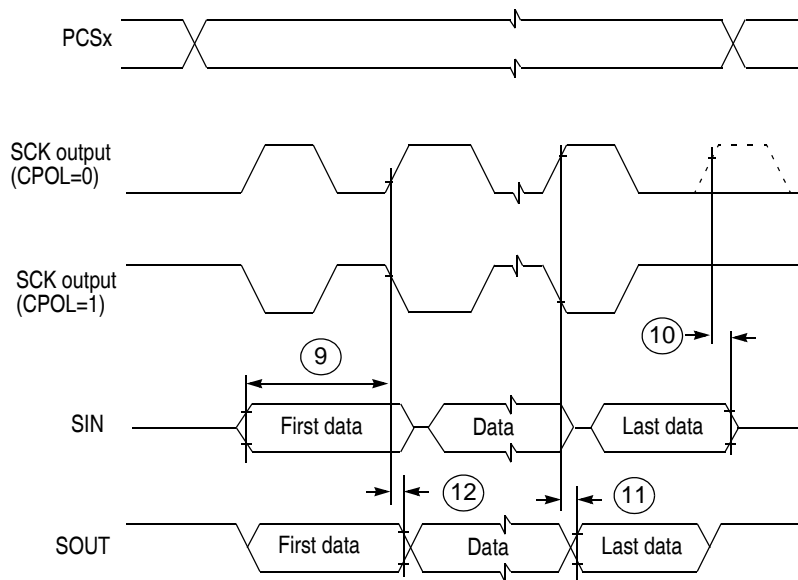 PCSx
SCK output
(CPOL=0)
SCK output
(CPOL=1)
10
9
SIN
First data
Data
Last data
12
11
SOUT
First data
Data
Last data